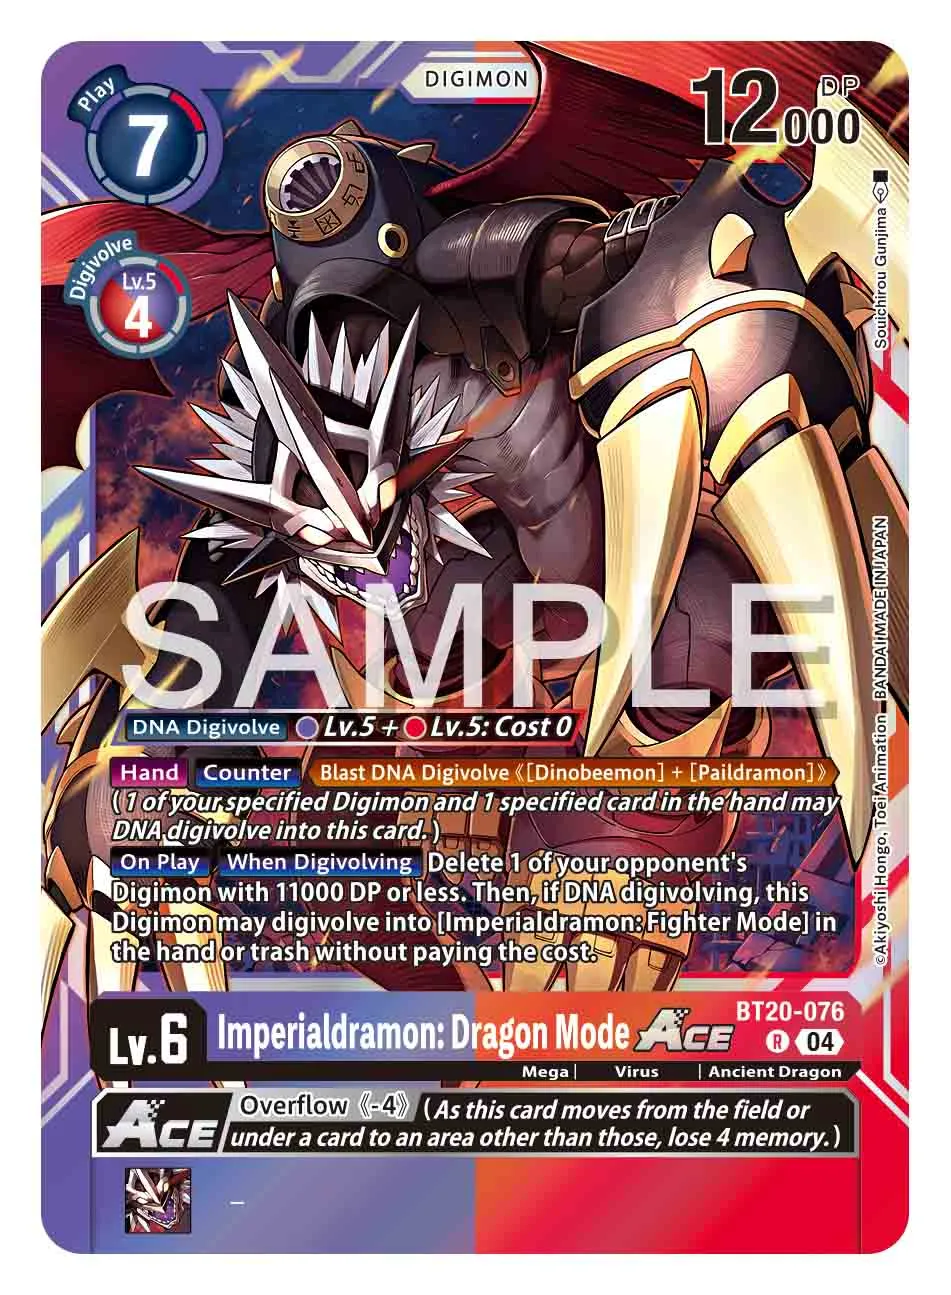 Play
7
DIGIMON
12000
DP
Digivolve
Lv.5
4
Souichirou Gunjima
SAMPLE
©Akiyoshi Hongo, Toei Animation BANDAI MADE IN JAPAN
DNA Digivolve Lv.5 + Lv.5: Cost 0
Hand Counter Blast DNA Digivolve《[Dinobeemon] + [Paildramon]》
(1 of your specified Digimon and 1 specified card in the hand may
DNA digivolve into this card.)
On Play When Digivolving Delete 1 of your opponent's
Digimon with 11000 DP or less. Then, if DNA digivolving, this
Digimon may digivolve into [Imperialdramon: Fighter Mode] in
the hand or trash without paying the cost.
Lv.6
Imperialdramon: Dragon Mode ACE
BT20-076
R 04
Mega | Virus | Ancient Dragon
ACE
Overflow《-4》(As this card moves from the field or
under a card to an area other than those, lose 4 memory.)
–